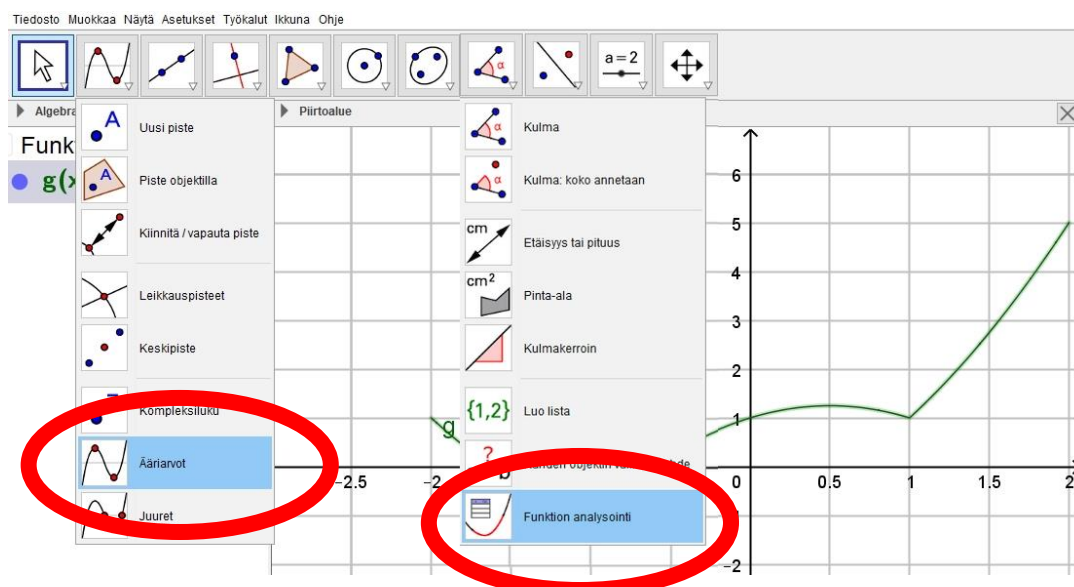 Tiedosto Muokkaa Näytä Asetukset Työkalut Ikkuna Ohje
α
a = 2
Algebra
Piirtoalue
Funk
g(x
A
Uusi piste
A
Piste objektilla
Kiinnitä / vapauta piste
Leikkauspisteet
Keskipiste
Kompleksiluku
Ääriarvot
Juuret
α
Kulma
α
Kulma: koko annetaan
cm
Etäisyys tai pituus
cm²
Pinta-ala
Kulmakerroin
{1,2}
Luo lista
?
b
objektin
de
Funktion analysointi
g
6
5
4
3
2
1
-2.5
-2
0
0.5
1
1.5
2
-2